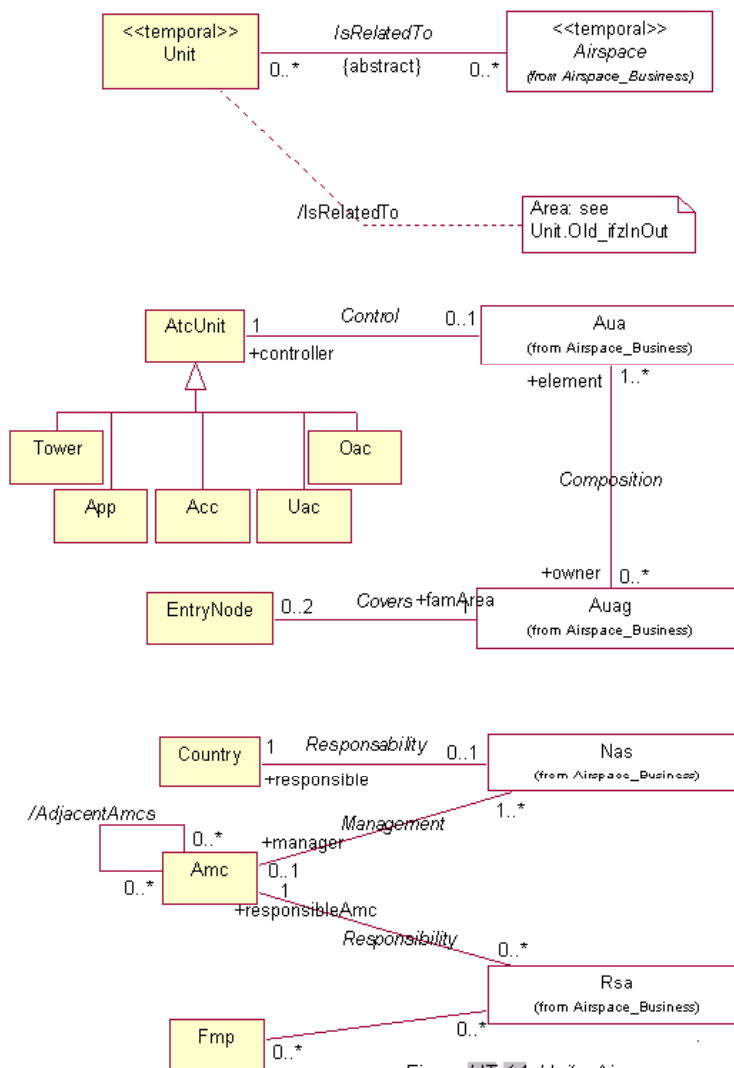 <<temporal>>
Unit
IsRelatedTo
0..*
{abstract}
0..*
<<temporal>>
Airspace
(from Airspace_Business)
/IsRelatedTo
Area: see
Unit.Old_ifzInOut
AtcUnit
1
Control
0..1
+controller
Aua
(from Airspace_Business)
+element
1..*
Tower
Oac
App
Acc
Uac
Composition
+owner
0..*
EntryNode
0..2
Covers
+famArea
1
Auag
(from Airspace_Business)
Country
1
Responsability
0..1
+responsible
Nas
(from Airspace_Business)
/AdjacentAmcs
0..*
0..*
Amc
+manager
Management
1..*
0..1
1
+responsibleAmc
Responsibility
0..*
Rsa
(from Airspace_Business)
Fmp
0..*
0..*